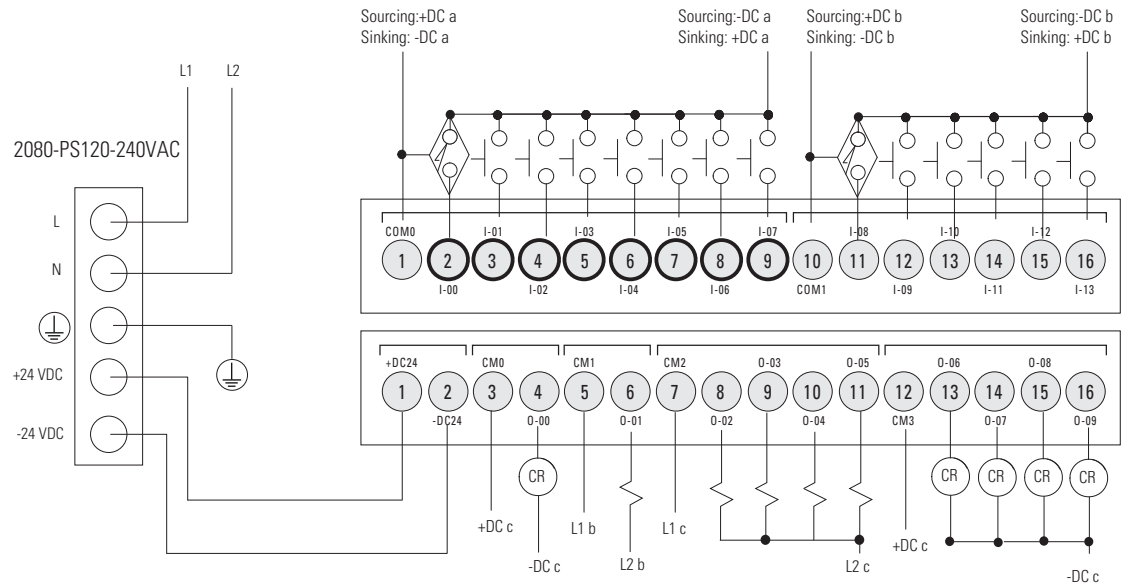 Sourcing:+DC a
Sinking: -DC a
Sourcing:-DC a
Sinking: +DC a
Sourcing:+DC b
Sinking: -DC b
Sourcing:-DC b
Sinking: +DC b
L1 L2
2080-PS120-240VAC
L
N
+24 VDC
-24 VDC
COM0 I-01 I-03 I-05 I-07 I-08 I-10 I-12
1 2 3 4 5 6 7 8 9 10 11 12 13 14 15 16
I-00 I-02 I-04 I-06 COM1 I-09 I-11 I-13
+DC24 CM0 CM1 CM2 O-03 O-05 O-06 O-08
1 2 3 4 5 6 7 8 9 10 11 12 13 14 15 16
-DC24 O-00 O-01 O-02 O-04 CM3 O-07 O-09
CR CR CR CR CR
+DC c L1 b L1 c +DC c
-DC c L2 b L2 c -DC c